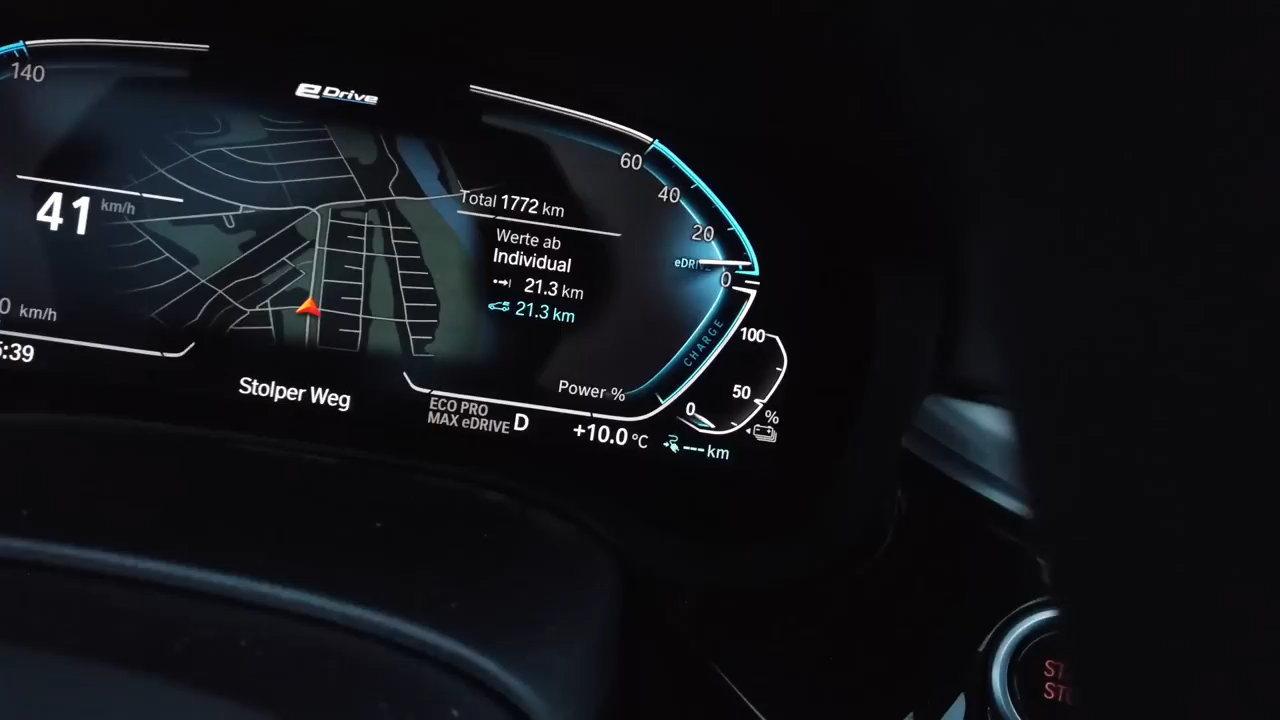 140
eDrive
60
40
20
eDRIVE
0
41 km/h
Total 1772 km
Werte ab
Individual
21.3 km
21.3 km
0 km/h
:39
CHARGE
100
50
0
%
Power %
Stolper Weg
ECO PRO
MAX eDRIVE D
+10.0 °C
--- km